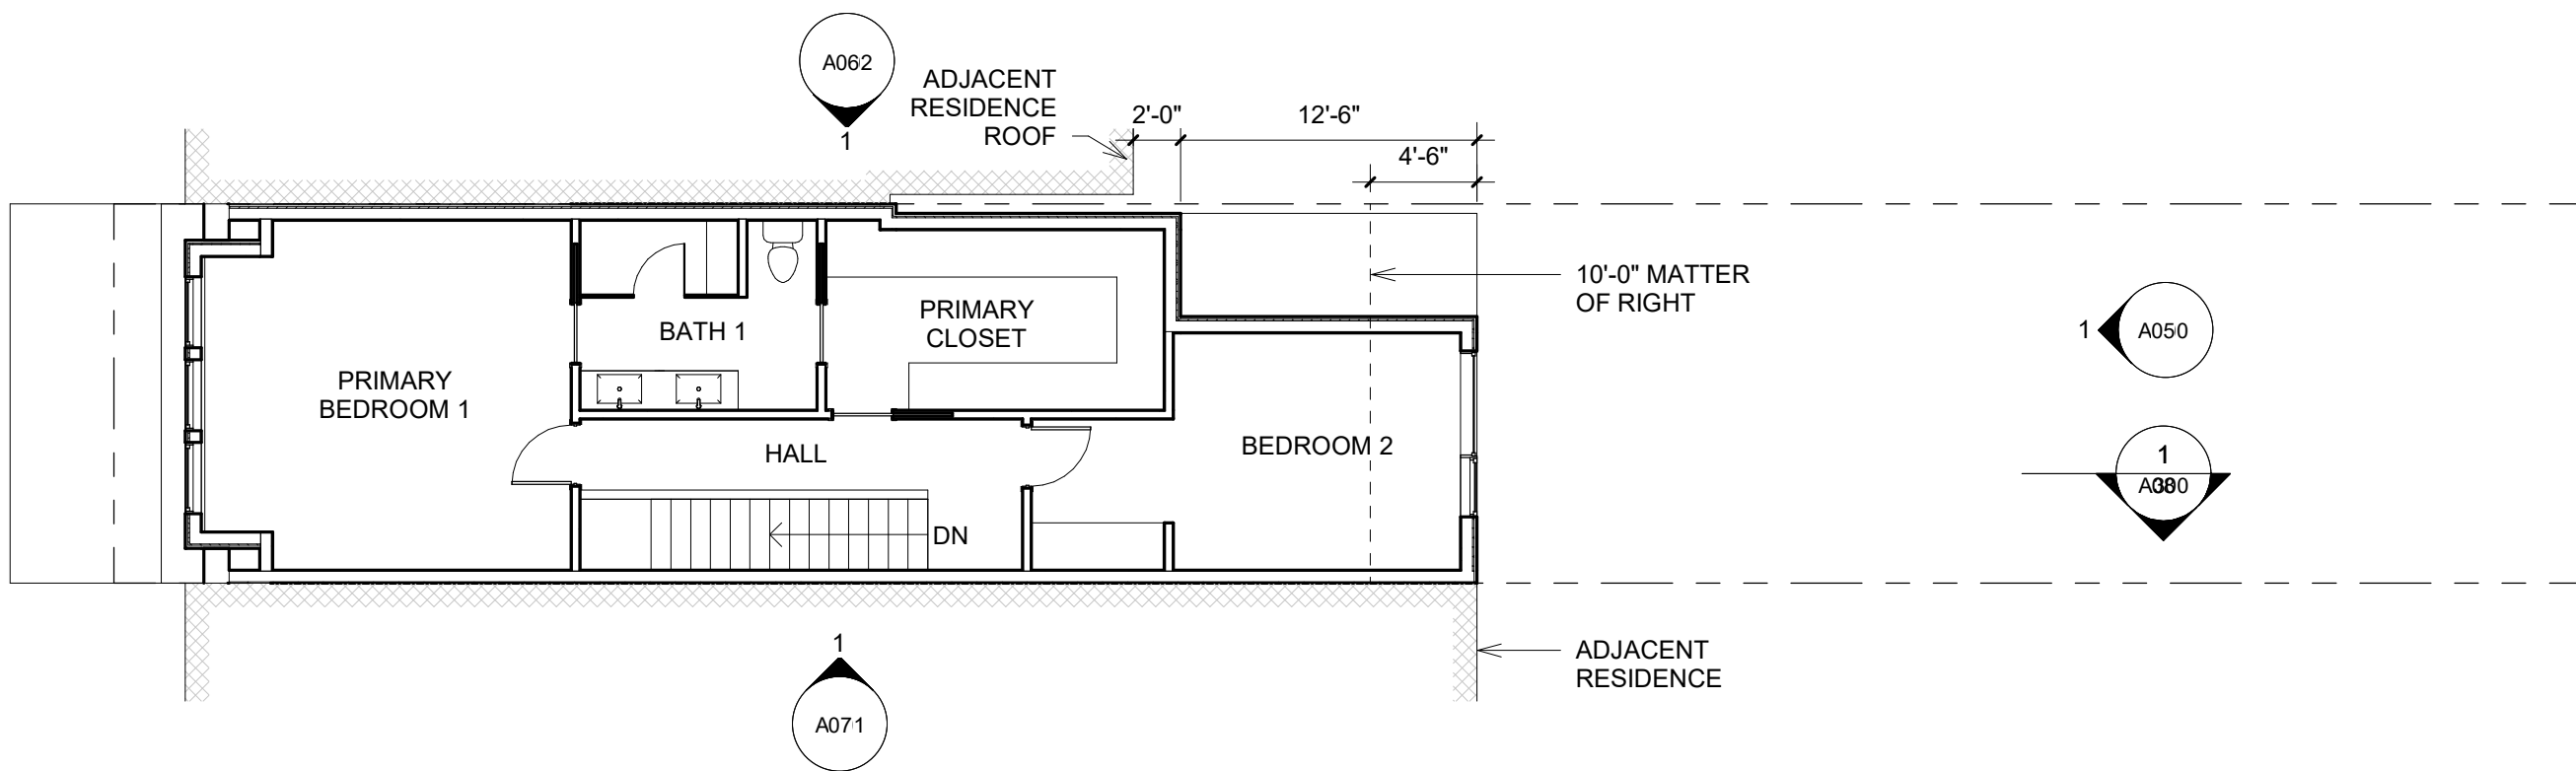 A062
1
ADJACENT
RESIDENCE
ROOF
2'-0"
12'-6"
4'-6"
10'-0" MATTER
OF RIGHT
PRIMARY
CLOSET
BATH 1
PRIMARY
BEDROOM 1
HALL
BEDROOM 2
DN
1
A050
1
1
A071
ADJACENT
RESIDENCE